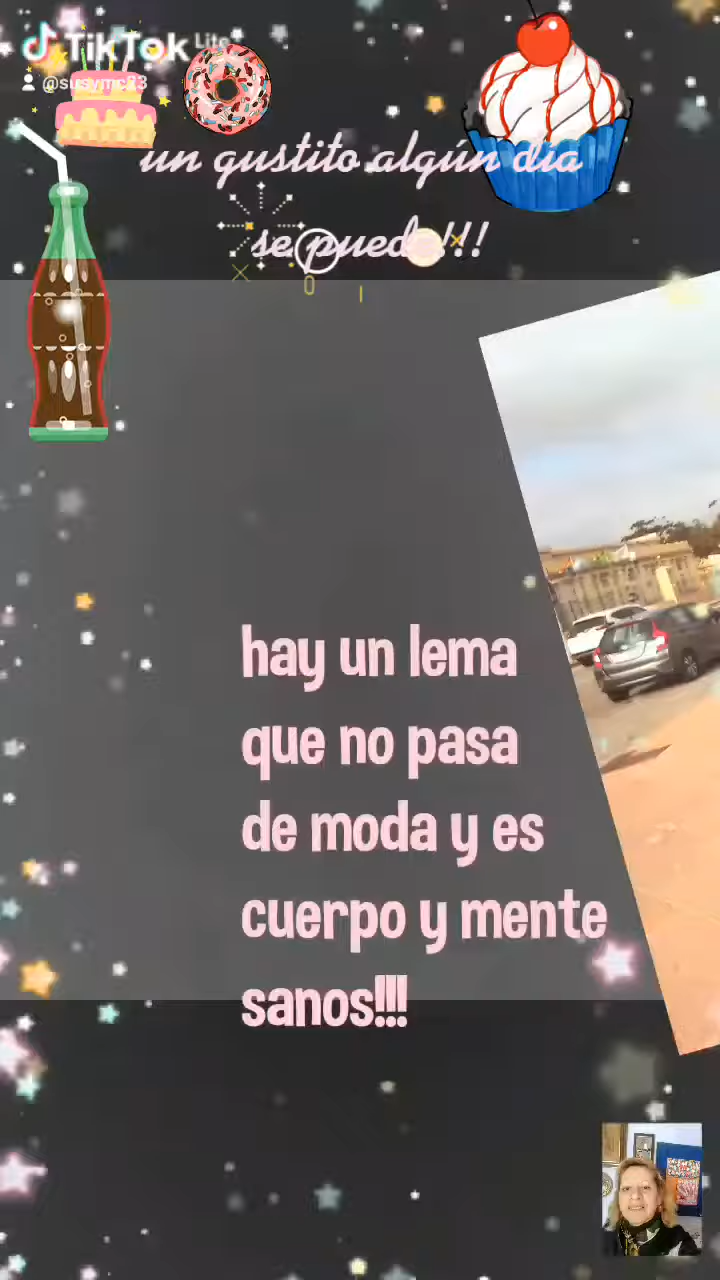 TikTok Lite
@susymc23
un gustito algún día
se puede!!!
hay un lema
que no pasa
de moda y es
cuerpo y mente
sanos!!!